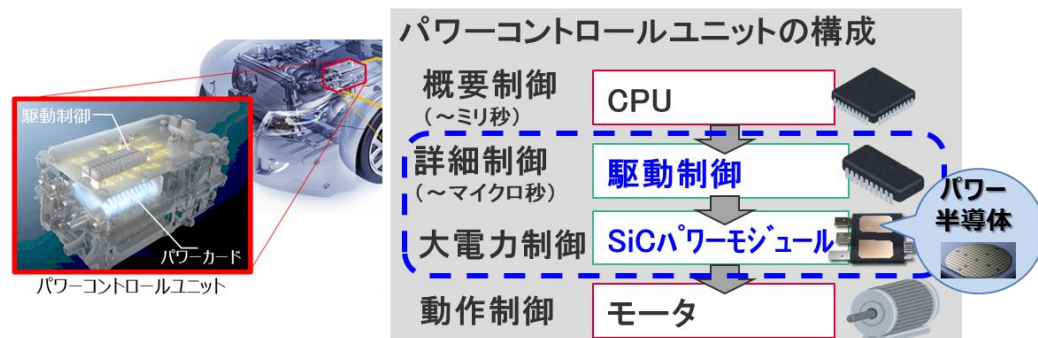 駆動制御
パワーカード
パワーコントロールユニット
パワーコントロールユニットの構成
概要制御
(~ミリ秒)
CPU
詳細制御
(~マイクロ秒)
駆動制御
大電力制御
SiCパワーモジュール
パワー
半導体
動作制御
モータ